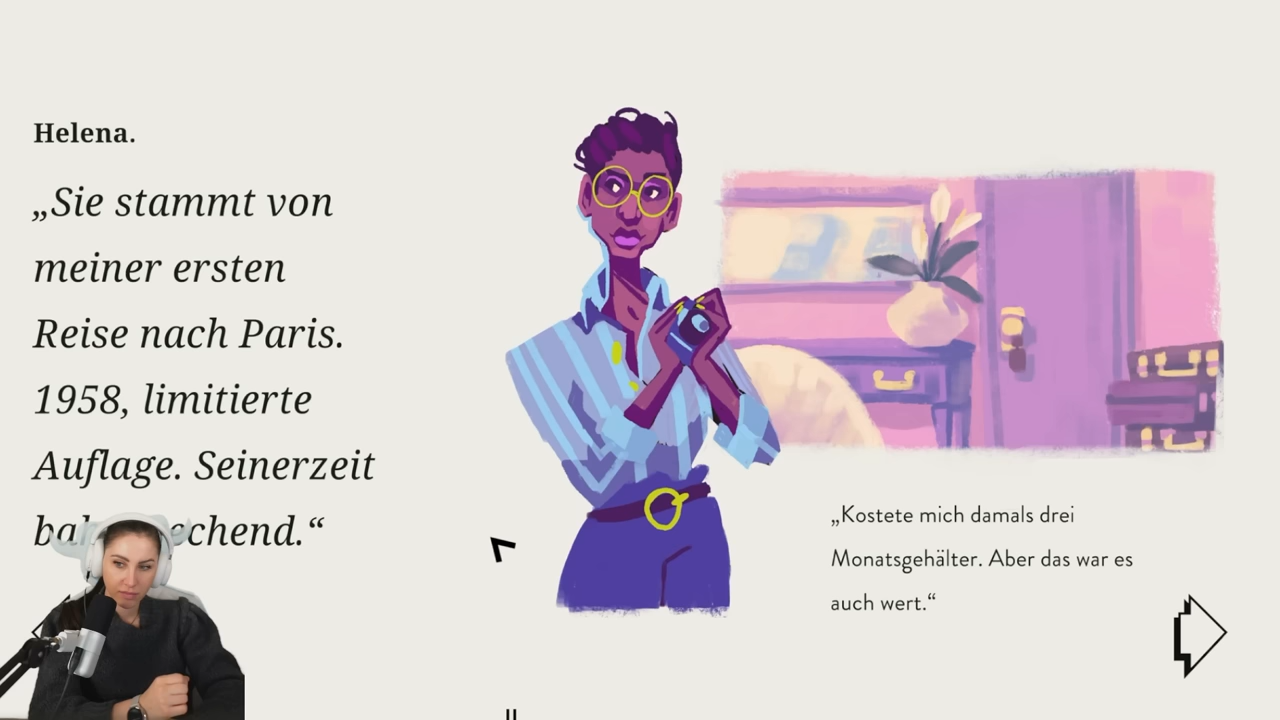 Helena.
„Sie stammt von
meiner ersten
Reise nach Paris.
1958, limitierte
Auflage. Seinerzeit
„Kostete mich damals drei
Monatsgehälter. Aber das war es
auch wert.“